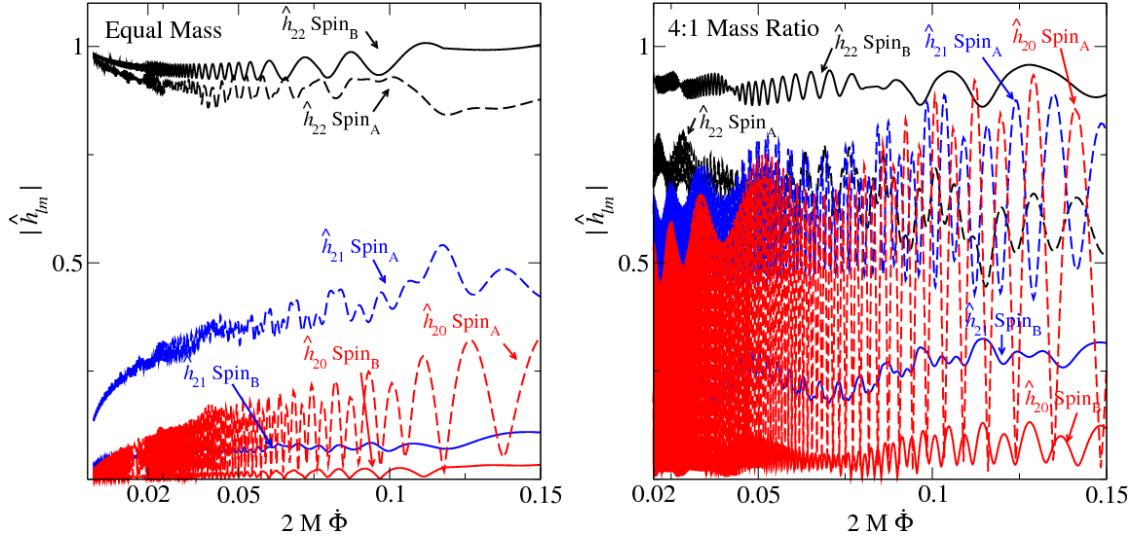 Equal Mass
ĥ22 SpinB
ĥ22 SpinA
ĥ21 SpinA
ĥ20 SpinA
ĥ20 SpinB
ĥ21 SpinB
1
0.5
|ĥlm|
0.02
0.05
0.1
0.15
2 M Φ̇
4:1 Mass Ratio
ĥ21 SpinA
ĥ20 SpinA
ĥ22 SpinB
ĥ22 SpinA
ĥ21 SpinB
ĥ20 SpinB
1
0.5
|ĥlm|
0.02
0.05
0.1
0.15
2 M Φ̇